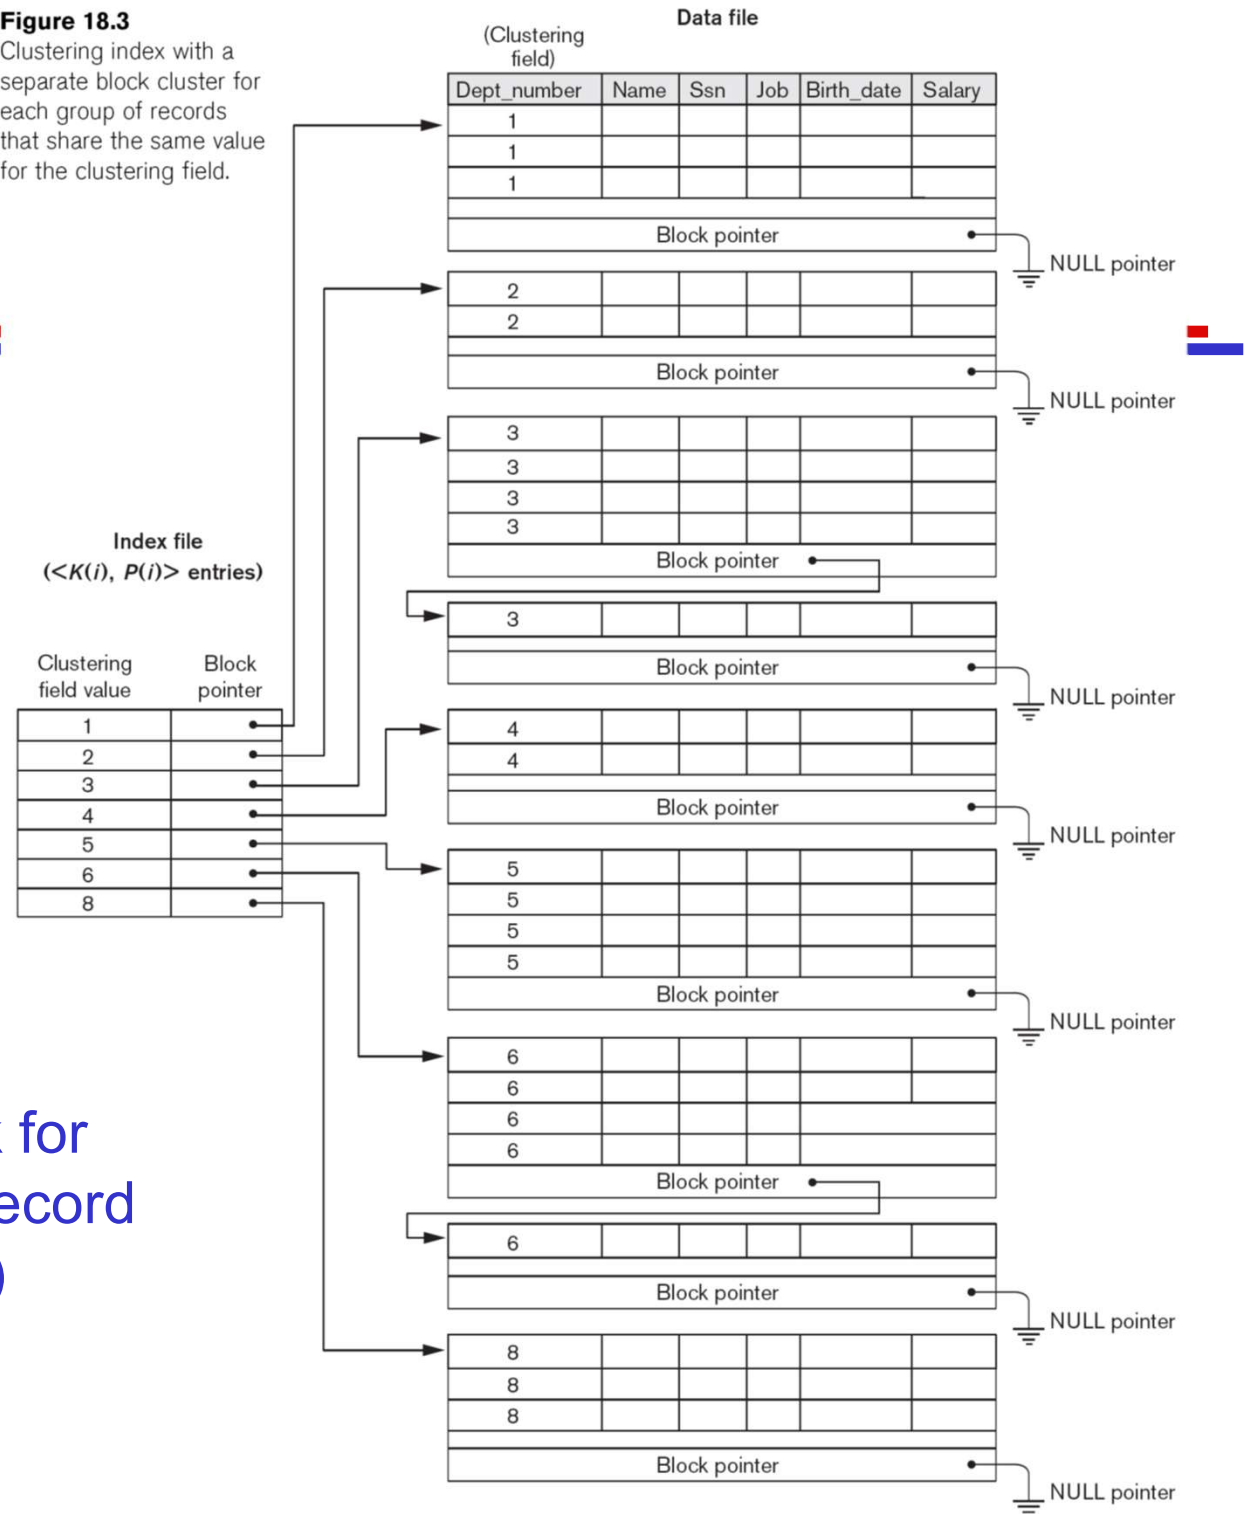 Figure 18.3
Clustering index with a
separate block cluster for
each group of records
that share the same value
for the clustering field.
Data file
(Clustering
field)
Dept_number Name Ssn Job Birth_date Salary
1
1
1
Block pointer
NULL pointer
2
2
Block pointer
NULL pointer
3
3
3
3
Block pointer
3
Block pointer
NULL pointer
Index file
(<K(i), P(i)> entries)
Clustering Block
field value pointer
1
2
3
4
5
6
8
4
4
Block pointer
NULL pointer
5
5
5
5
Block pointer
NULL pointer
6
6
6
6
Block pointer
6
Block pointer
NULL pointer
8
8
8
Block pointer
NULL pointer
for
ecord
)